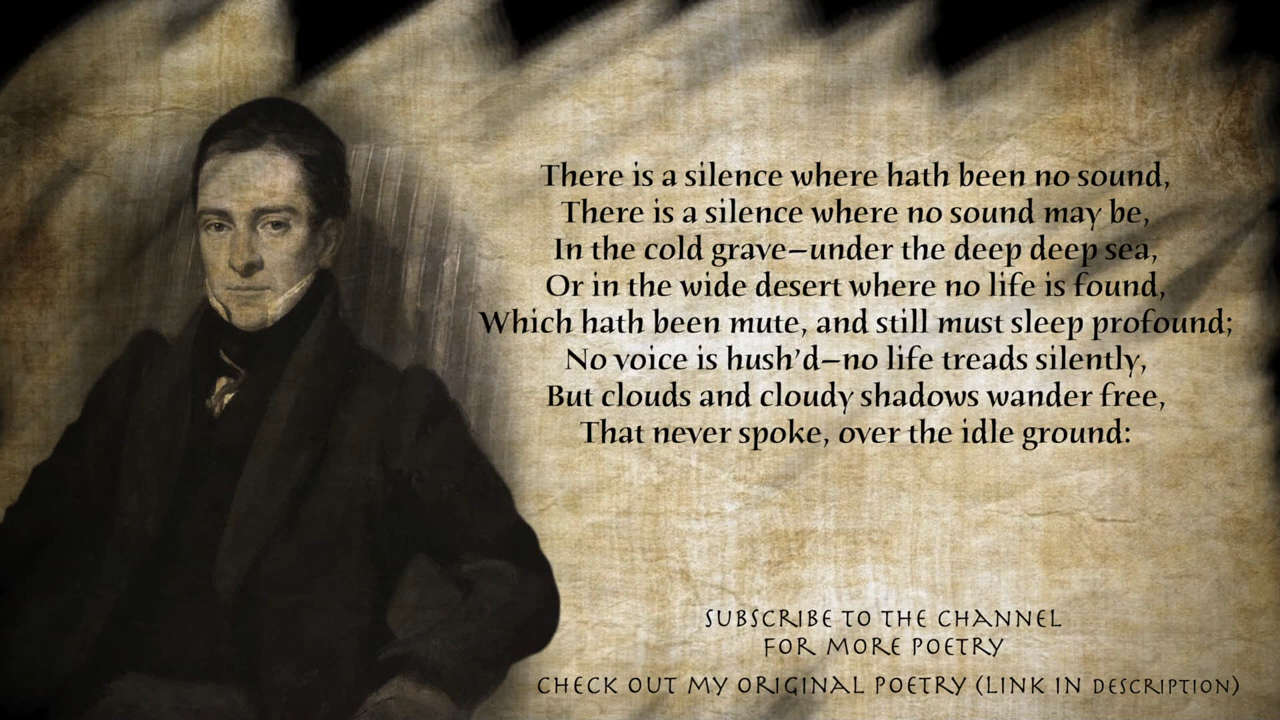 There is a silence where hath been no sound,
There is a silence where no sound may be,
In the cold grave—under the deep deep sea,
Or in the wide desert where no life is found,
Which hath been mute, and still must sleep profound;
No voice is hush'd—no life treads silently,
But clouds and cloudy shadows wander free,
That never spoke, over the idle ground:
SUBSCRIBE TO THE CHANNEL
FOR MORE POETRY
CHECK OUT MY ORIGINAL POETRY (LINK IN DESCRIPTION)